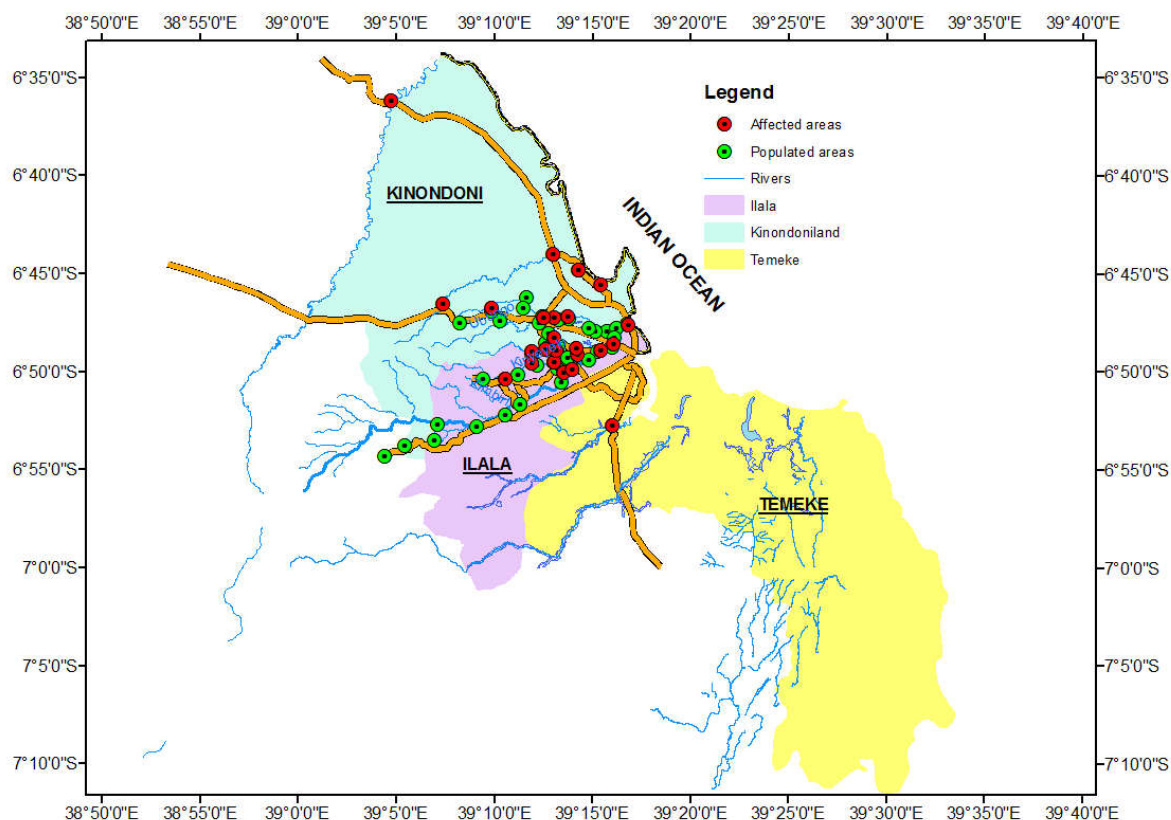 38°50'0"E 38°55'0"E 39°0'0"E 39°5'0"E 39°10'0"E 39°15'0"E 39°20'0"E 39°25'0"E 39°30'0"E 39°35'0"E 39°40'0"E
6°35'0"S 6°35'0"S
Legend
Affected areas
Populated areas
6°40'0"S Rivers 6°40'0"S
KINONDONI
Ilala
INDIAN OCEAN
Kinondoniland
Temeke
6°45'0"S 6°45'0"S
6°50'0"S 6°50'0"S
6°55'0"S 6°55'0"S
ILALA
TEMEKE
7°0'0"S 7°0'0"S
7°5'0"S 7°5'0"S
7°10'0"S 7°10'0"S
38°50'0"E 38°55'0"E 39°0'0"E 39°5'0"E 39°10'0"E 39°15'0"E 39°20'0"E 39°25'0"E 39°30'0"E 39°35'0"E 39°40'0"E